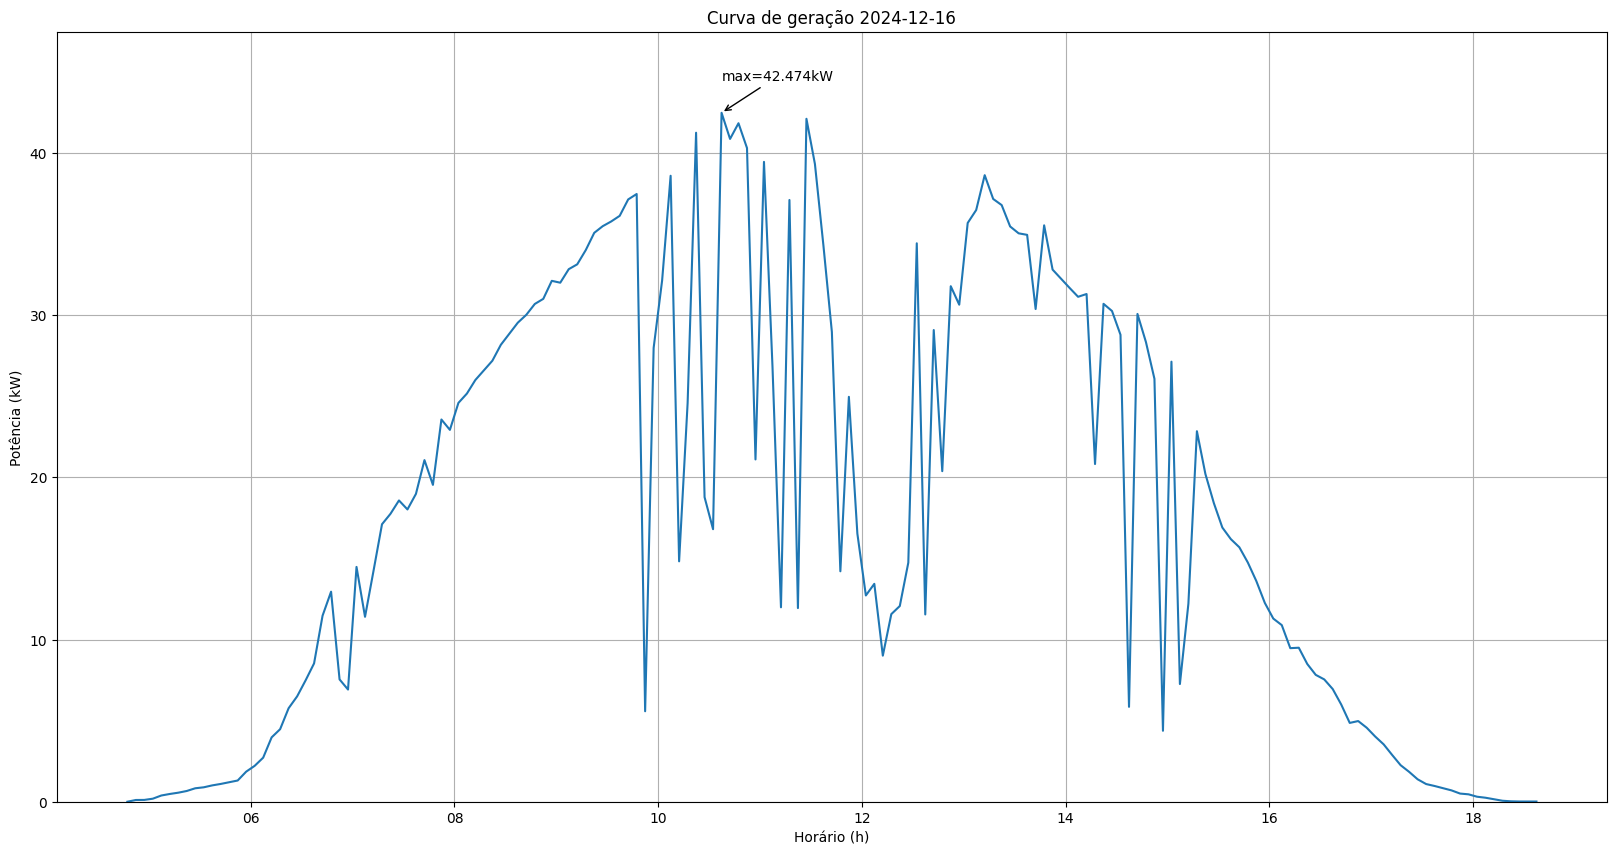 Curva de geração 2024-12-16
max=42.474kW
40
30
20
10
0
Potência (kW)
06 08 10 12 14 16 18
Horário (h)